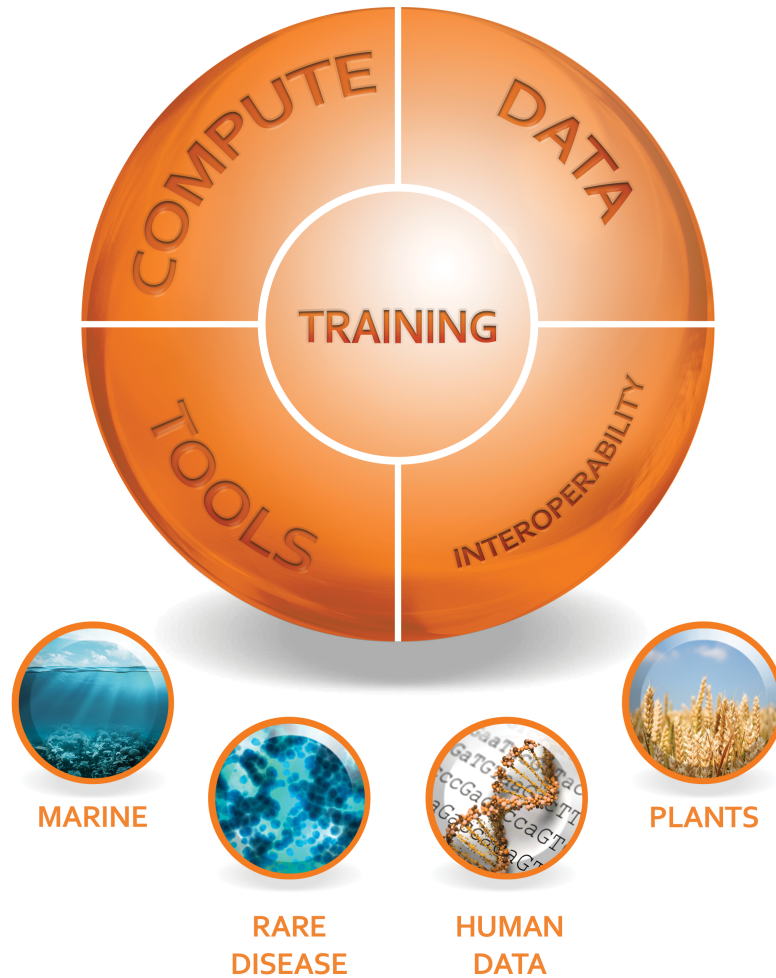 COMPUTE
DATA
TRAINING
TOOLS
INTEROPERABILITY
MARINE
PLANTS
RARE
DISEASE
HUMAN
DATA